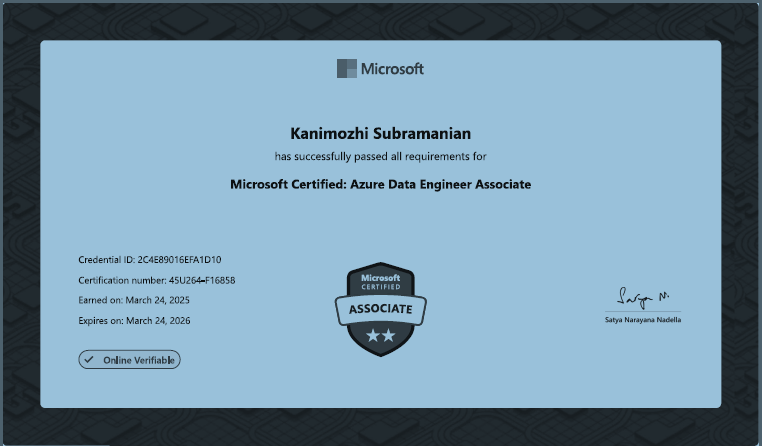 Microsoft
Kanimozhi Subramanian
has successfully passed all requirements for
Microsoft Certified: Azure Data Engineer Associate
Credential ID: 2C4E89016EFA1D10
Certification number: 45U264-F16858
Earned on: March 24, 2025
Expires on: March 24, 2026
Online Verifiable
Microsoft
CERTIFIED
ASSOCIATE
Satya N.
Satya Narayana Nadella